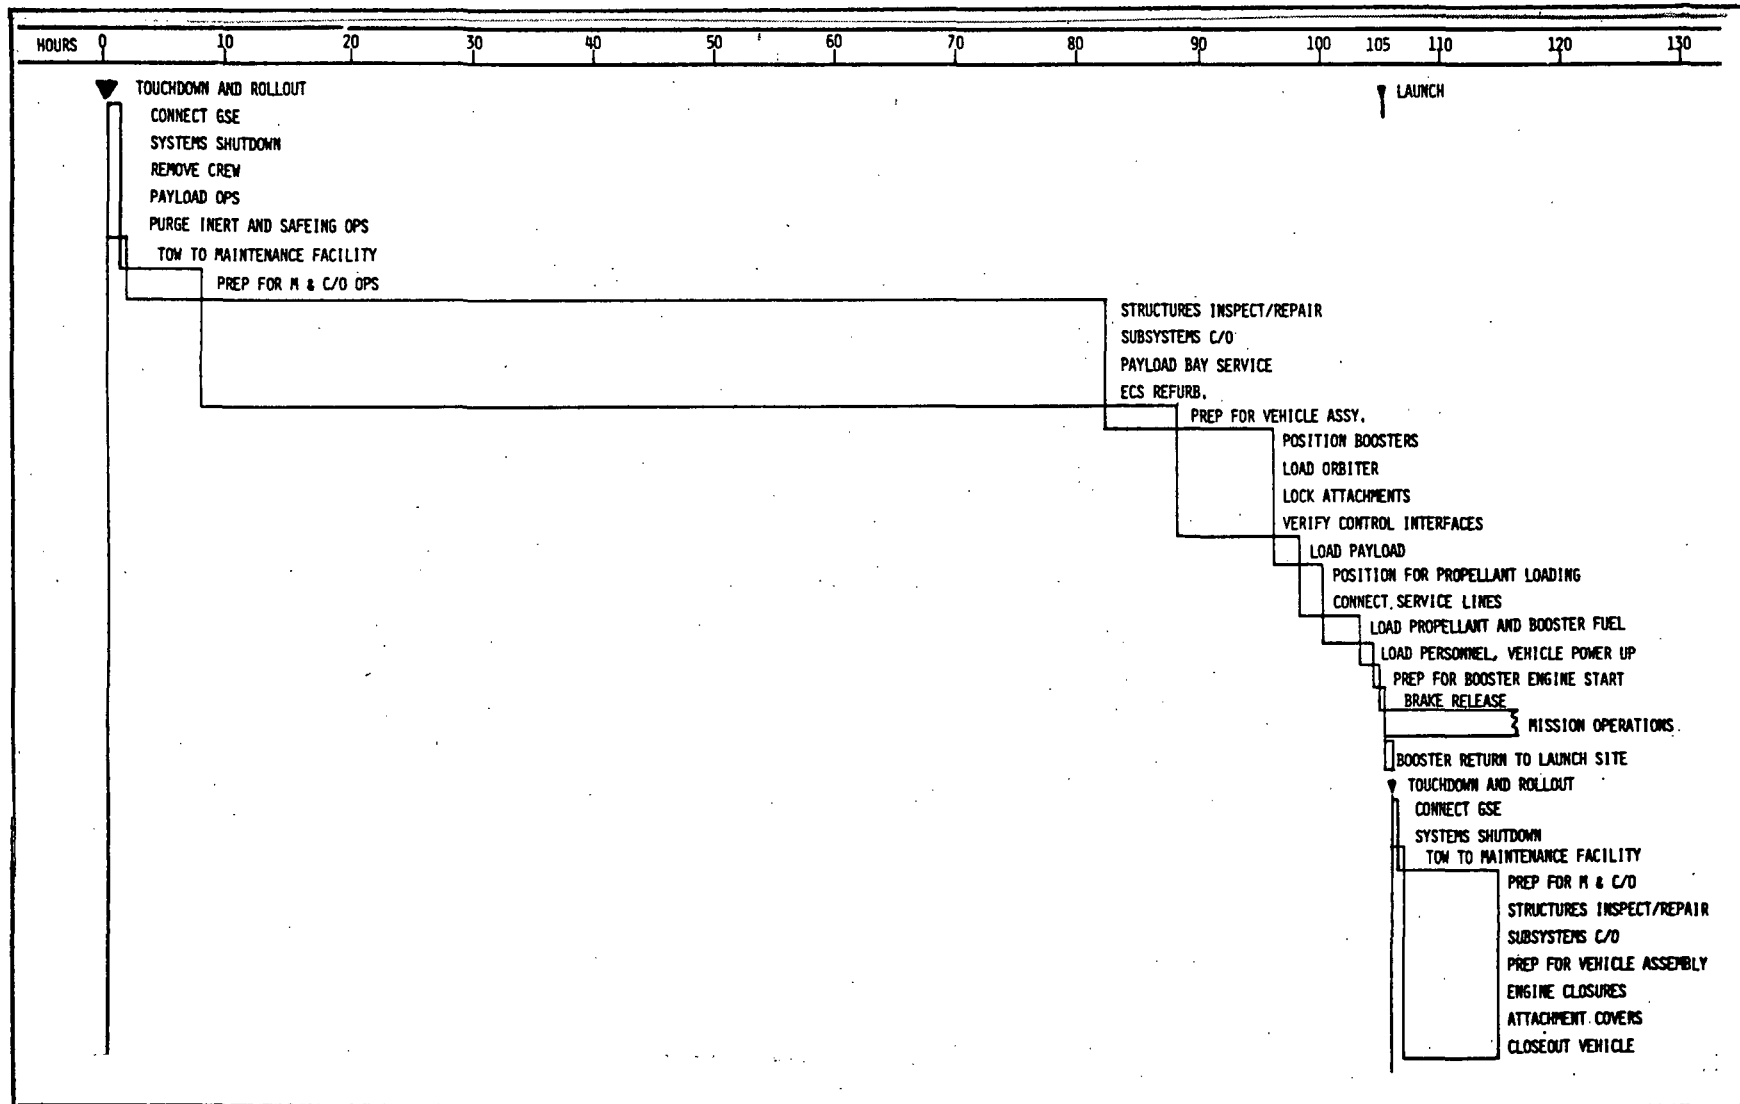 HOURS 0 10 20 30 40 50 60 70 80 90 100 105 110 120 130
TOUCHDOWN AND ROLLOUT
LAUNCH
CONNECT GSE
SYSTEMS SHUTDOWN
REMOVE CREW
PAYLOAD OPS
PURGE INERT AND SAFEING OPS
TOW TO MAINTENANCE FACILITY
PREP FOR M & C/O OPS
STRUCTURES INSPECT/REPAIR
SUBSYSTEMS C/O
PAYLOAD BAY SERVICE
ECS REFURB.
PREP FOR VEHICLE ASSY.
POSITION BOOSTERS
LOAD ORBITER
LOCK ATTACHMENTS
VERIFY CONTROL INTERFACES
LOAD PAYLOAD
POSITION FOR PROPELLANT LOADING
CONNECT SERVICE LINES
LOAD PROPELLANT AND BOOSTER FUEL
LOAD PERSONNEL, VEHICLE POWER UP
PREP FOR BOOSTER ENGINE START
BRAKE RELEASE
MISSION OPERATIONS
BOOSTER RETURN TO LAUNCH SITE
TOUCHDOWN AND ROLLOUT
CONNECT GSE
SYSTEMS SHUTDOWN
TOW TO MAINTENANCE FACILITY
PREP FOR M & C/O
STRUCTURES INSPECT/REPAIR
SUBSYSTEMS C/O
PREP FOR VEHICLE ASSEMBLY
ENGINE CLOSURES
ATTACHMENT COVERS
CLOSEOUT VEHICLE